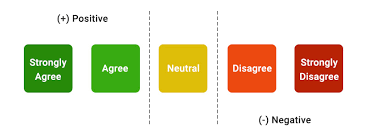 (+) Positive
Strongly
Agree
Agree
Neutral
Disagree
Strongly
Disagree
(-) Negative